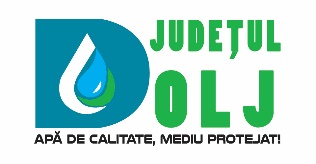 JUDEȚUL
DOLJ
APĂ DE CALITATE, MEDIU PROTEJAT!